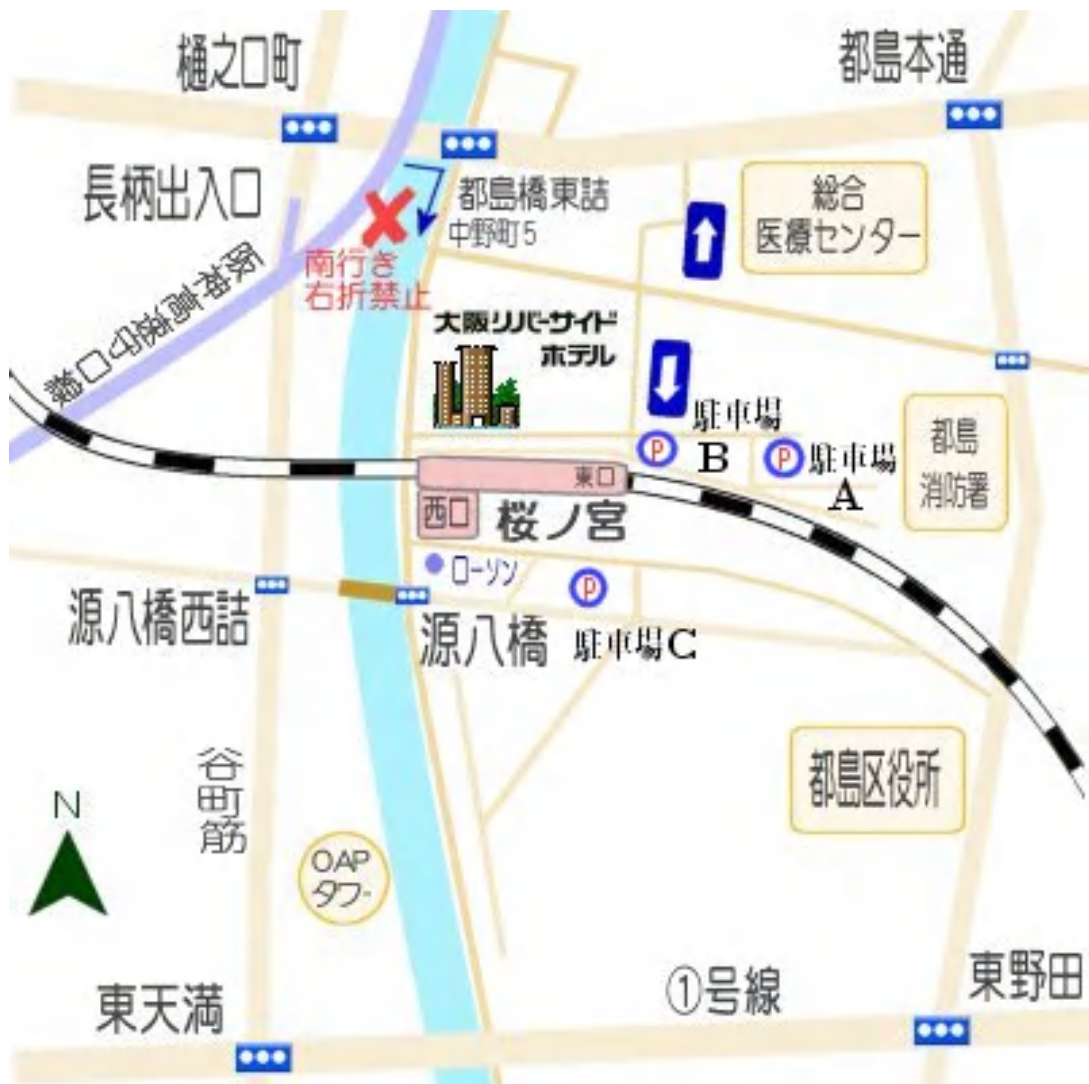 樋之口町
都島本通
長柄出入口
都島橋東詰
中野町5
総合
医療センター
南行き
右折禁止
阪神高速守口線
大阪リバーサイド
ホテル
駐車場
P
B
P
駐車場
A
都島
消防署
東口
西口
桜ノ宮
ローソン
P
源八橋西詰
源八橋
駐車場C
谷町筋
都島区役所
N
OAP
タワー
①号線
東野田
東天満